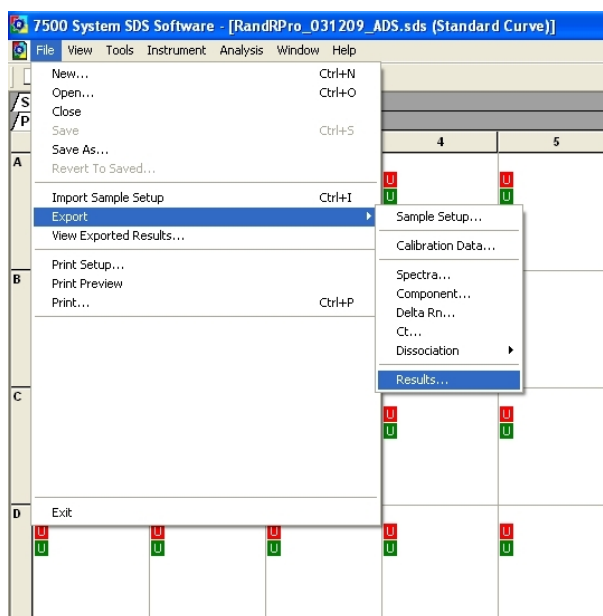 7500 System SDS Software - [RandRPro_031209_ADS.sds (Standard Curve)]
File View Tools Instrument Analysis Window Help
New... Ctrl+N
Open... Ctrl+O
Close
Save Ctrl+S
Save As...
Revert To Saved...
Import Sample Setup Ctrl+I
Export
View Exported Results...
Print Setup...
Print Preview
Print... Ctrl+P
Exit
Sample Setup...
Calibration Data...
Spectra...
Component...
Delta Rn...
Ct...
Dissociation
Results...
/S
/P
4 5
A
U U
U U
B
C
U U
U U
D
U U U U U
U U U U U